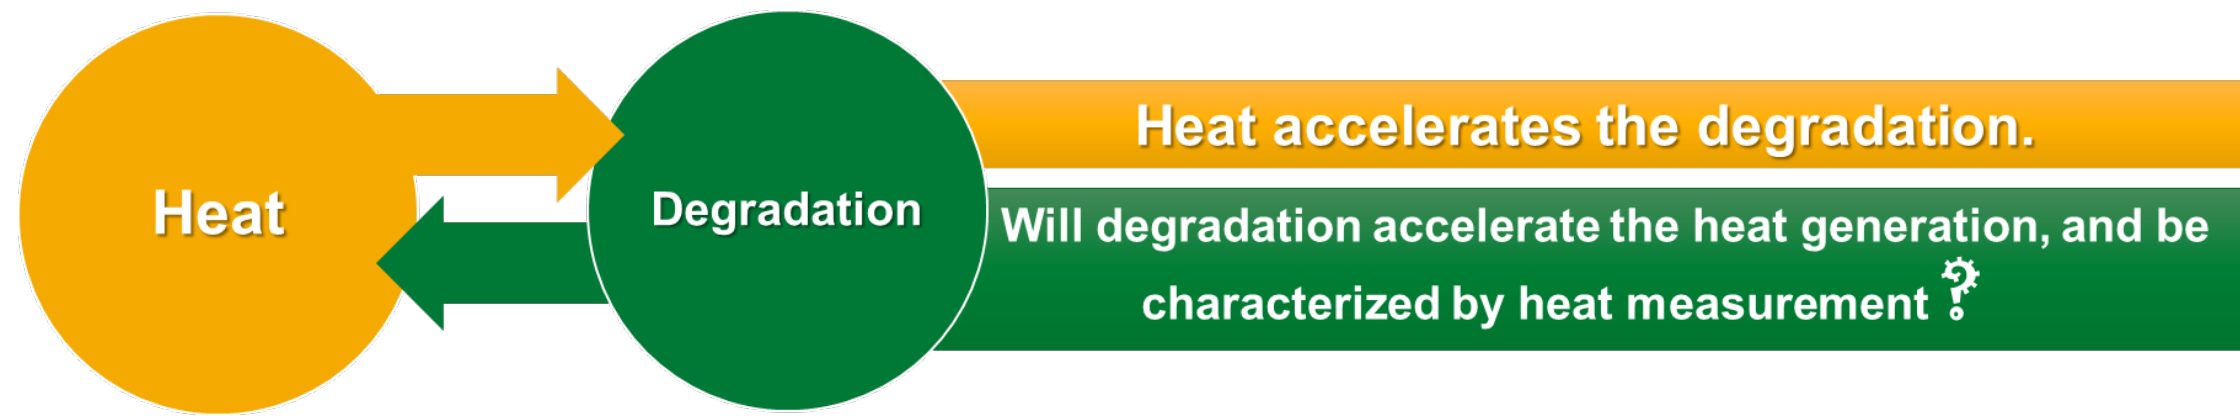 Heat
Degradation
Heat accelerates the degradation.
Will degradation accelerate the heat generation, and be
characterized by heat measurement ?